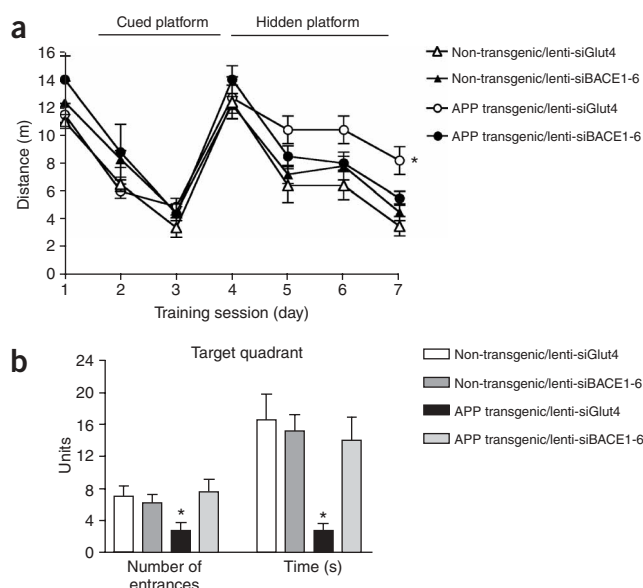 a
Cued platform Hidden platform
16
14
12
10
8
6
4
2
0
Distance (m)
*
1 2 3 4 5 6 7
Training session (day)
Non-transgenic/lenti-siGlut4
Non-transgenic/lenti-siBACE1-6
APP transgenic/lenti-siGlut4
APP transgenic/lenti-siBACE1-6
b
Target quadrant
24
20
16
12
8
4
0
Units
* *
Number of
entrances
Time (s)
Non-transgenic/lenti-siGlut4
Non-transgenic/lenti-siBACE1-6
APP transgenic/lenti-siGlut4
APP transgenic/lenti-siBACE1-6